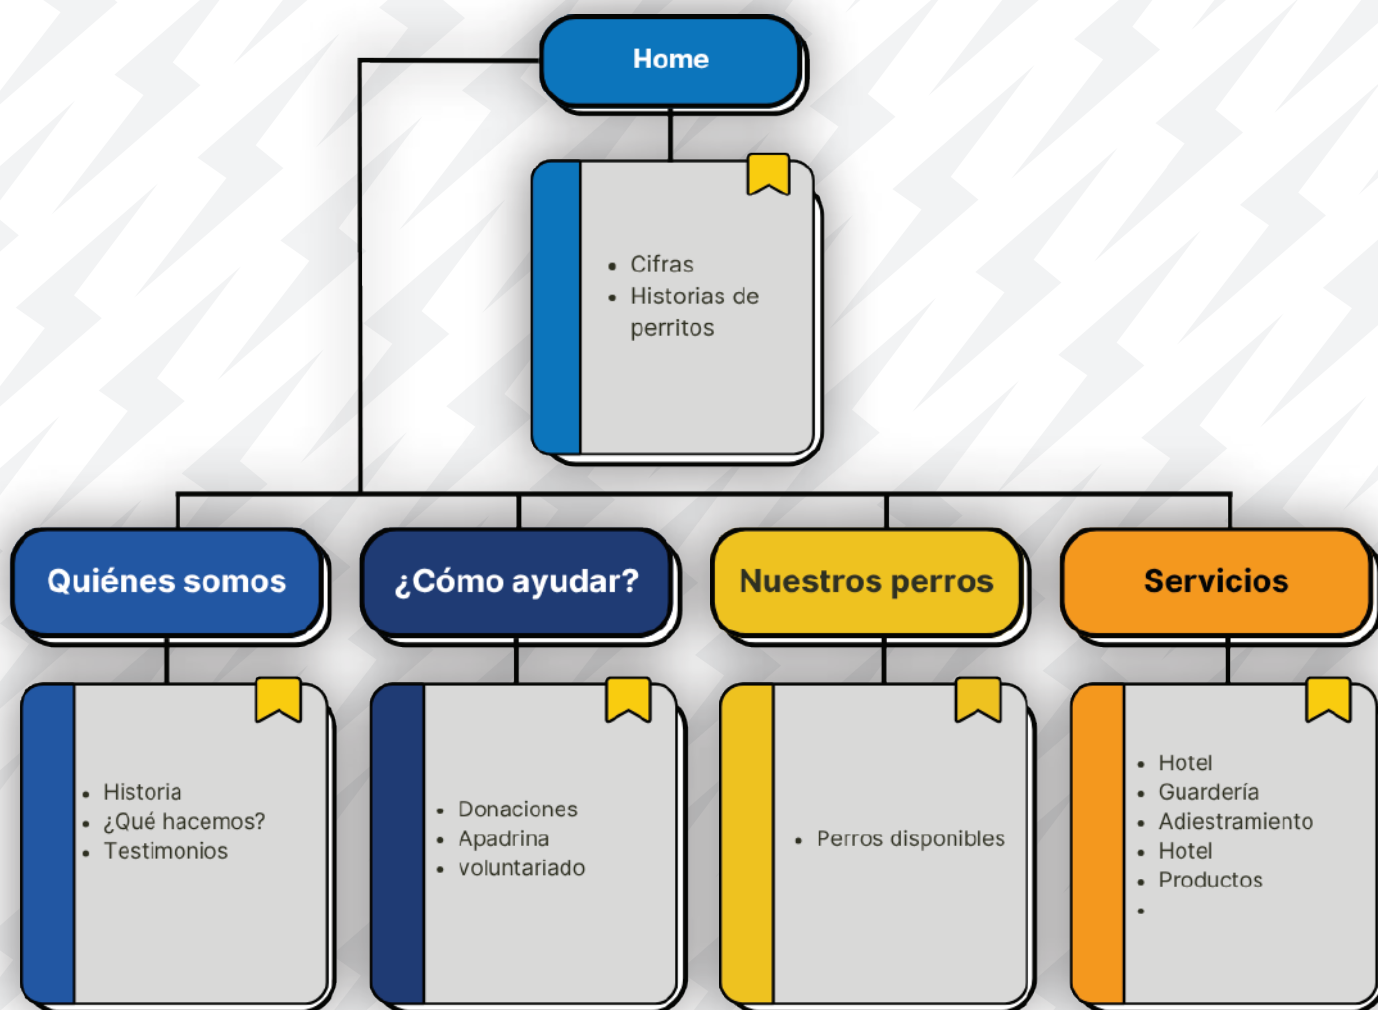 Home
• Cifras
• Historias de
perritos
Quiénes somos
¿Cómo ayudar?
Nuestros perros
Servicios
• Historia
• ¿Qué hacemos?
• Testimonios
• Donaciones
• Apadrina
• voluntariado
• Perros disponibles
• Hotel
• Guardería
• Adiestramiento
• Hotel
• Productos
•